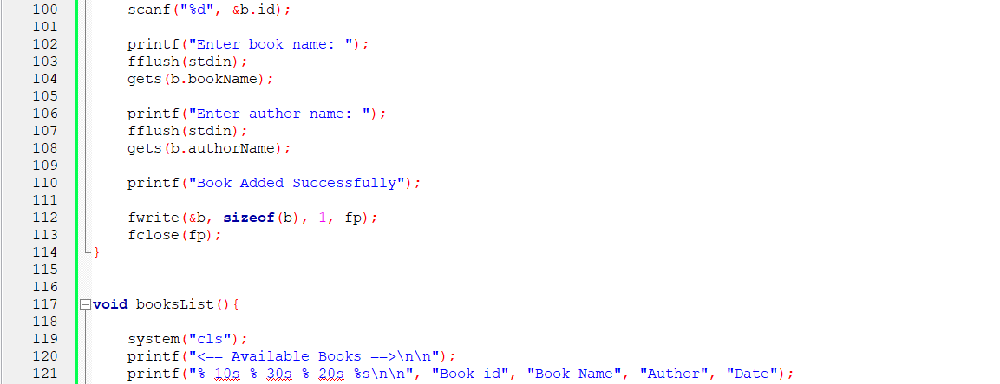 100 scanf("%d", &b.id);
101
102 printf("Enter book name: ");
103 fflush(stdin);
104 gets(b.bookName);
105
106 printf("Enter author name: ");
107 fflush(stdin);
108 gets(b.authorName);
109
110 printf("Book Added Successfully");
111
112 fwrite(&b, sizeof(b), 1, fp);
113 fclose(fp);
114 }
115
116
117 void booksList(){
118
119 system("cls");
120 printf("<== Available Books ==>\n\n");
121 printf("%-10s %-30s %-20s %s\n\n", "Book id", "Book Name", "Author", "Date");